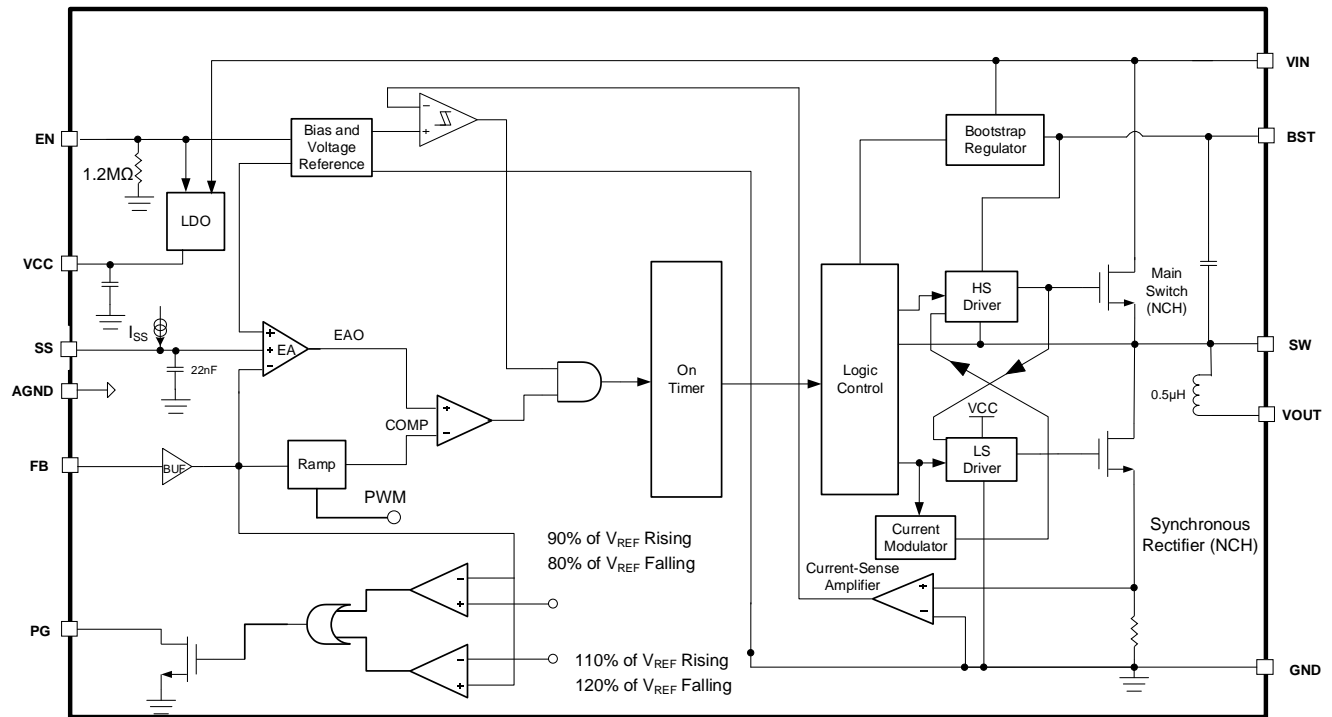 VIN
EN
Bias and
Voltage
Reference
−
+
Bootstrap
Regulator
BST
1.2MΩ
LDO
VCC
HS
Driver
Main
Switch
(NCH)
ISS
SS
+
+
−
EA
EAO
22nF
On
Timer
Logic
Control
SW
AGND
0.5µH
VOUT
COMP
+
−
VCC
LS
Driver
FB
BUF
Ramp
PWM
Current
Modulator
Synchronous
Rectifier (NCH)
90% of VREF Rising
80% of VREF Falling
Current-Sense
Amplifier
+
−
−
+
PG
−
+
110% of VREF Rising
120% of VREF Falling
GND